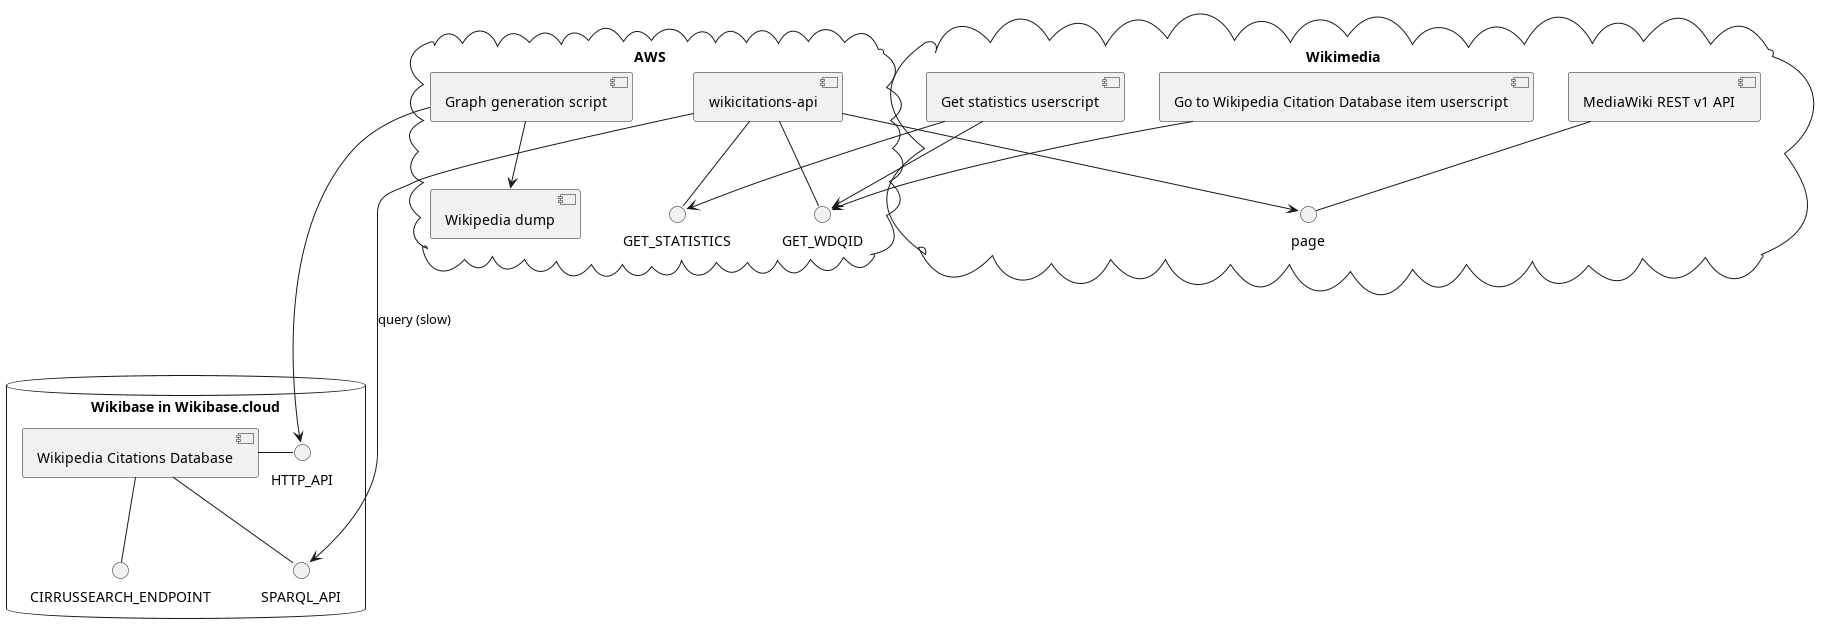 AWS
Wikimedia
Graph generation script
wikicitations-api
Get statistics userscript
Go to Wikipedia Citation Database item userscript
MediaWiki REST v1 API
Wikipedia dump
GET_STATISTICS
GET_WDQID
page
query (slow)
Wikibase in Wikibase.cloud
Wikipedia Citations Database
HTTP_API
CIRRUSSEARCH_ENDPOINT
SPARQL_API